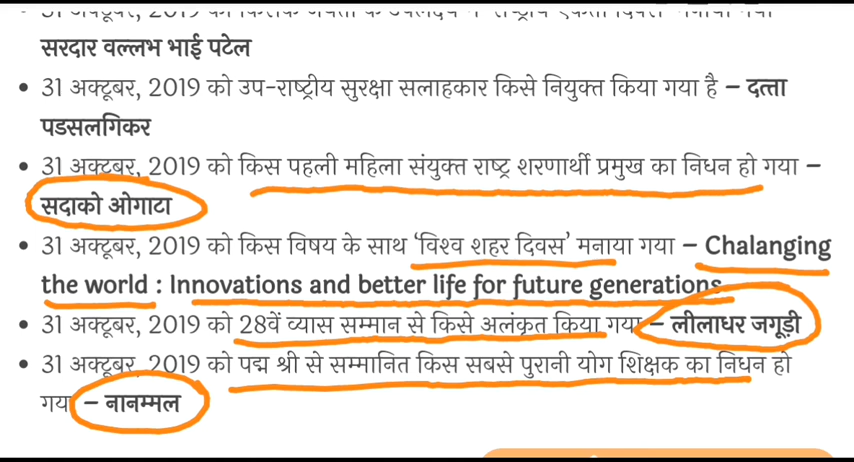 सरदार वल्लभ भाई पटेल
31 अक्टूबर, 2019 को उप-राष्ट्रीय सुरक्षा सलाहकार किसे नियुक्त किया गया है – दत्ता
पडसलगिकर
31 अक्टूबर, 2019 को किस पहली महिला संयुक्त राष्ट्र शरणार्थी प्रमुख का निधन हो गया –
सदाको ओगाटा
31 अक्टूबर, 2019 को किस विषय के साथ ‘विश्व शहर दिवस’ मनाया गया – Chalanging
the world : Innovations and better life for future generations
31 अक्टूबर, 2019 को 28वें व्यास सम्मान से किसे अलंकृत किया गया – लीलाधर जगूड़ी
31 अक्टूबर, 2019 को पद्म श्री से सम्मानित किस सबसे पुरानी योग शिक्षक का निधन हो
गया – नानम्मल